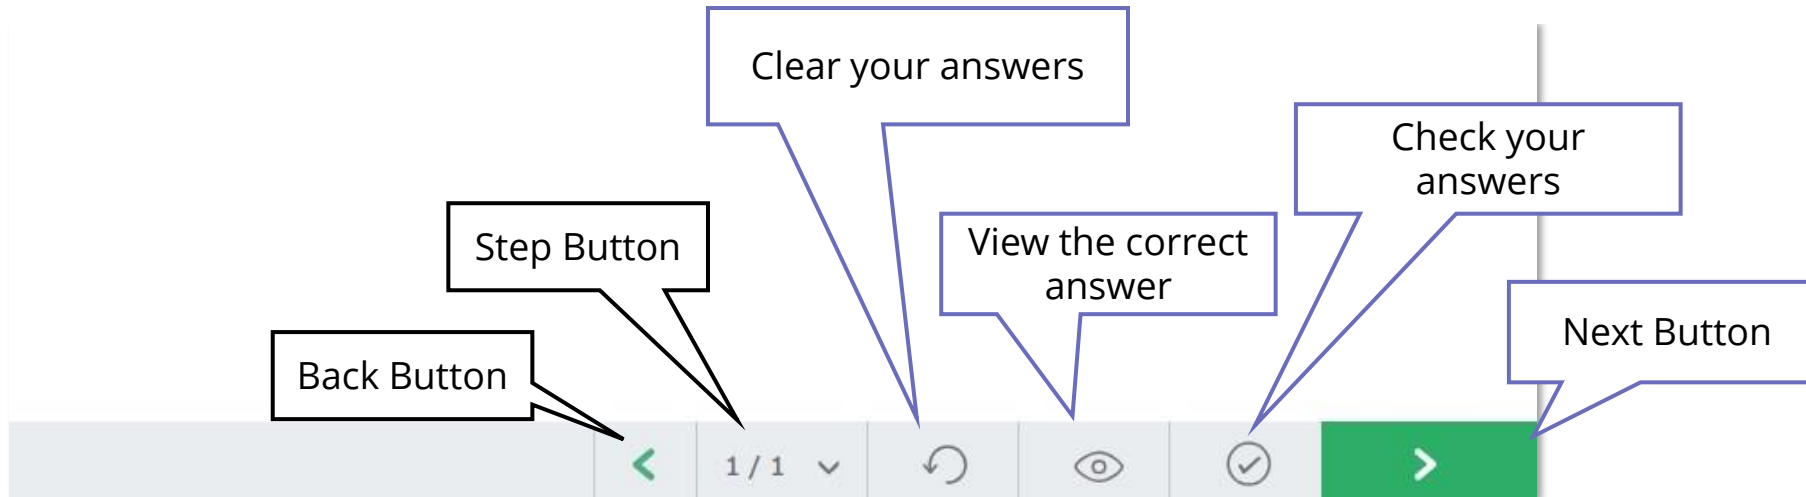 Clear your answers
Check your
answers
Step Button
View the correct
answer
Next Button
Back Button
1 / 1